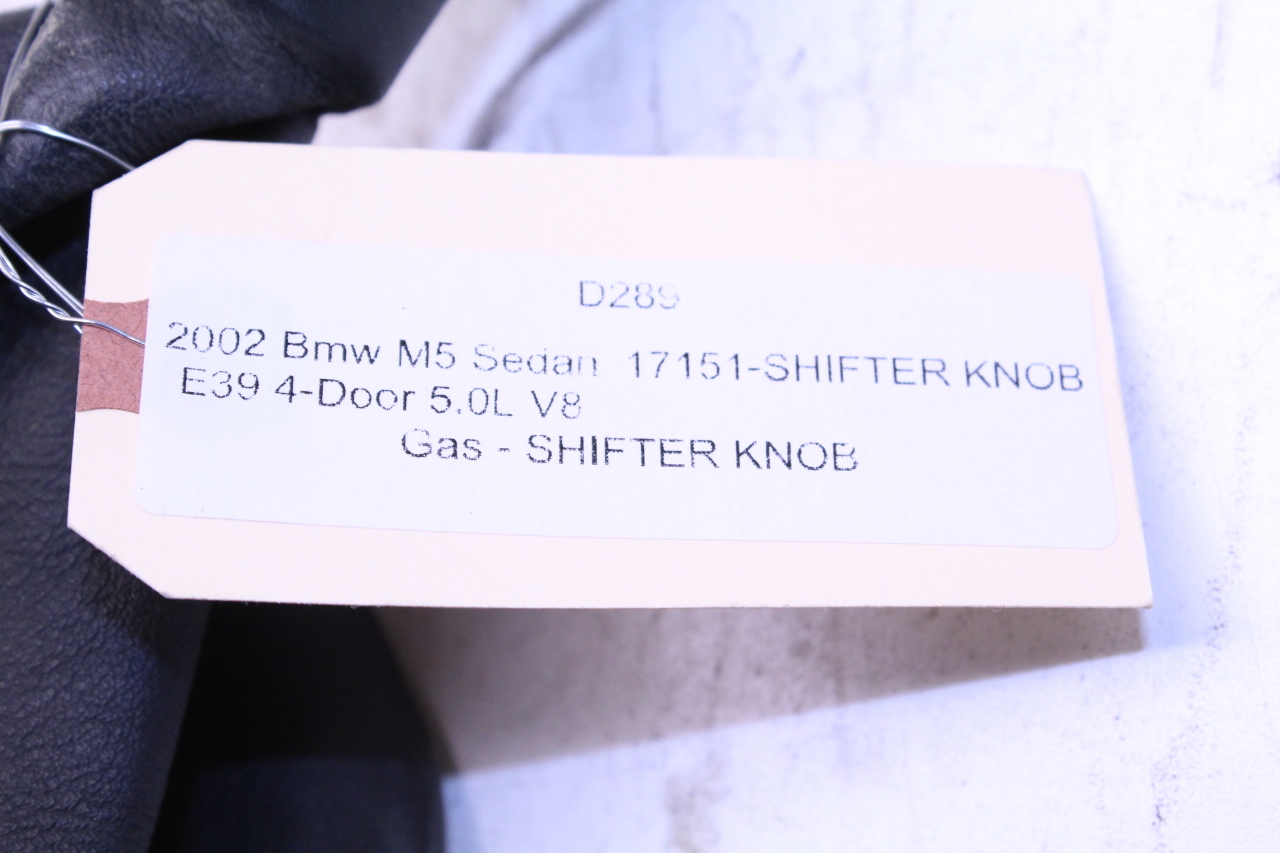 D289
2002 Bmw M5 Sedan 17151-SHIFTER KNOB
E39 4-Door 5.0L V8
Gas - SHIFTER KNOB